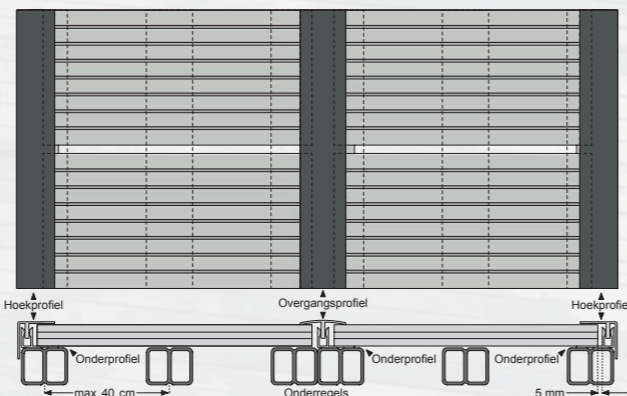 Hoekprofiel Overgangsprofiel Hoekprofiel
Onderprofiel Onderprofiel Onderprofiel
max 40 cm Onderregels 5 mm